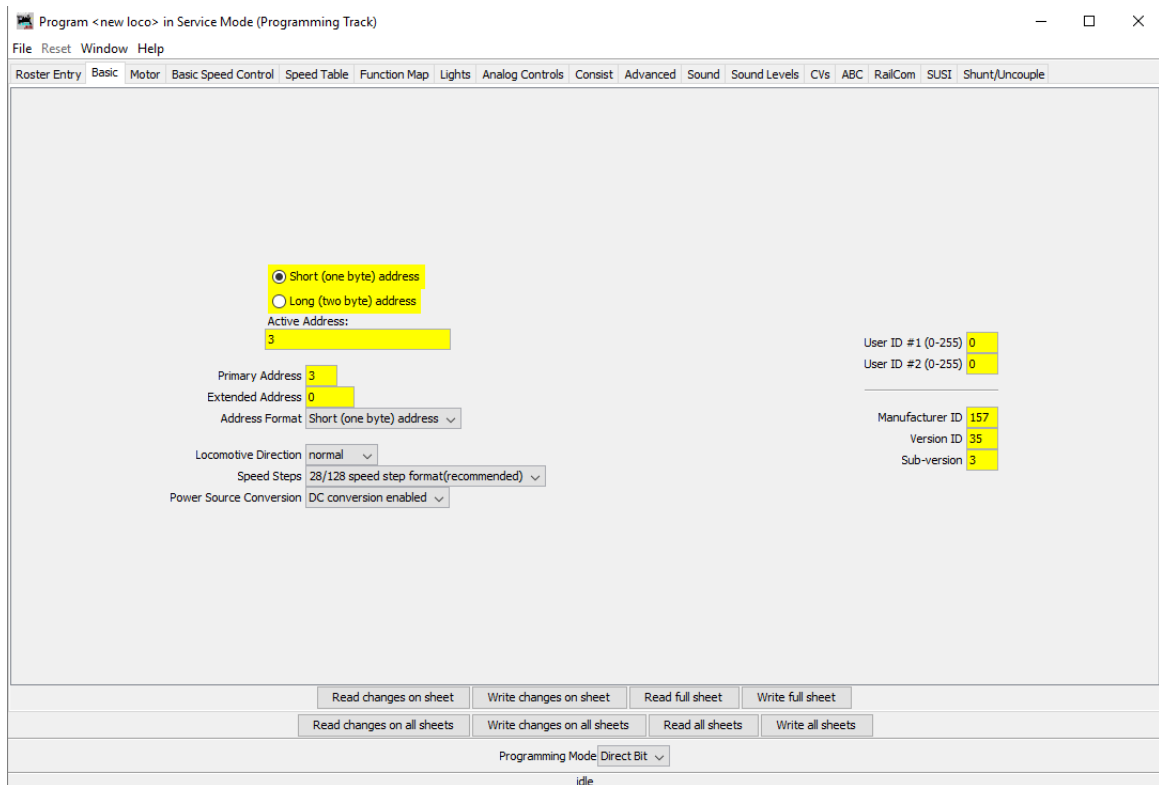 Program <new loco> in Service Mode (Programming Track)
File Reset Window Help
Roster Entry Basic Motor Basic Speed Control Speed Table Function Map Lights Analog Controls Consist Advanced Sound Sound Levels CVs ABC RailCom SUSI Shunt/Uncouple
Short (one byte) address
Long (two byte) address
Active Address:
3
Primary Address 3
Extended Address 0
Address Format Short (one byte) address
Locomotive Direction normal
Speed Steps 28/128 speed step format(recommended)
Power Source Conversion DC conversion enabled
User ID #1 (0-255) 0
User ID #2 (0-255) 0
Manufacturer ID 157
Version ID 35
Sub-version 3
Read changes on sheet Write changes on sheet Read full sheet Write full sheet
Read changes on all sheets Write changes on all sheets Read all sheets Write all sheets
Programming Mode Direct Bit
idle